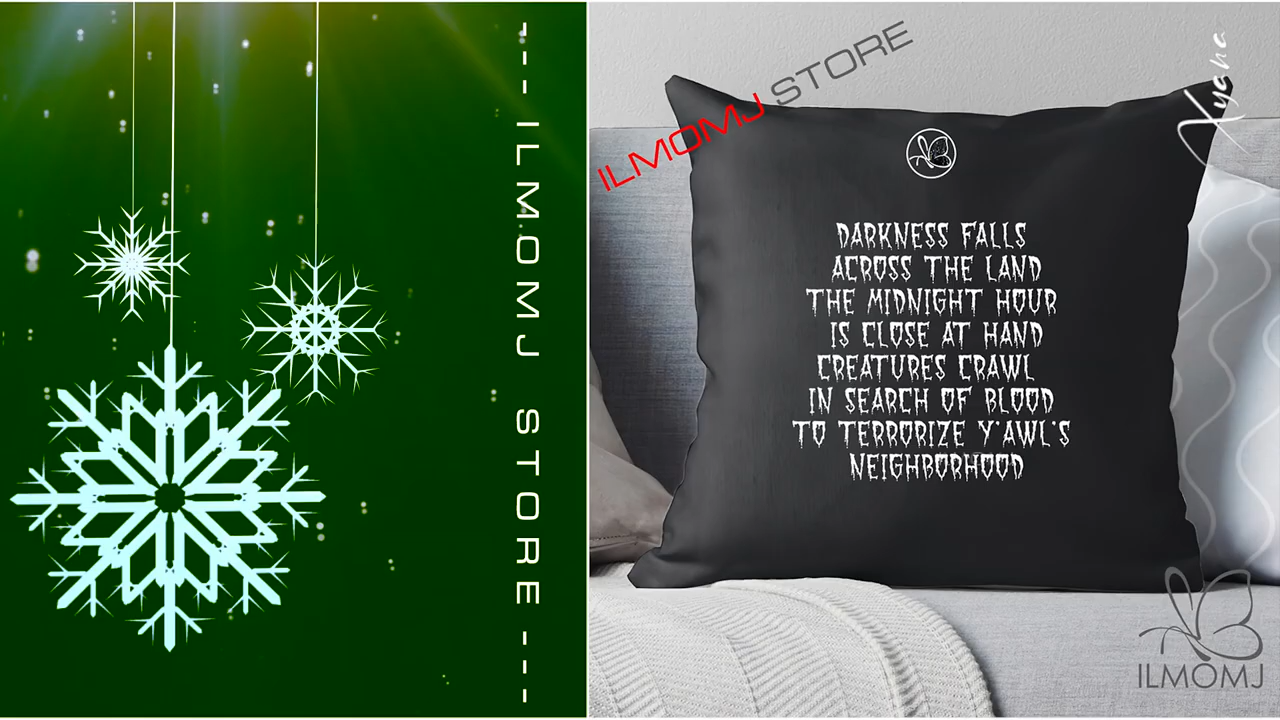 --- ILMOMJ STORE ---
ILMOMJ STORE
Xysha
DARKNESS FALLS
ACROSS THE LAND
THE MIDNIGHT HOUR
IS CLOSE AT HAND
CREATURES CRAWL
IN SEARCH OF BLOOD
TO TERRORIZE Y'AWL'S
NEIGHBORHOOD
ILMOMJ